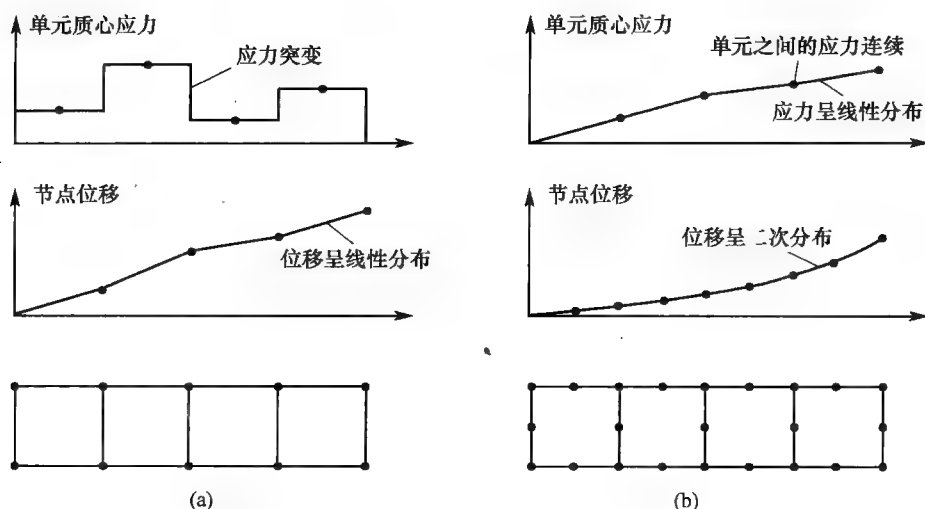 单元质心应力
应力突变
节点位移
位移呈线性分布
(a)
单元质心应力
单元之间的应力连续
应力呈线性分布
节点位移
位移呈二次分布
(b)